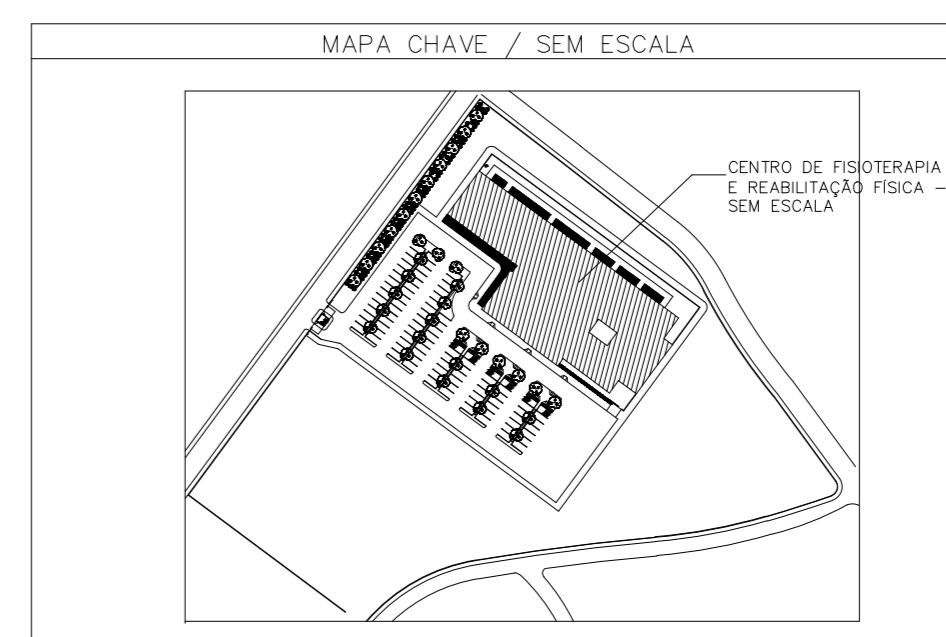 MAPA CHAVE / SEM ESCALA
CENTRO DE FISIOTERAPIA
E REABILITAÇÃO FÍSICA –
SEM ESCALA